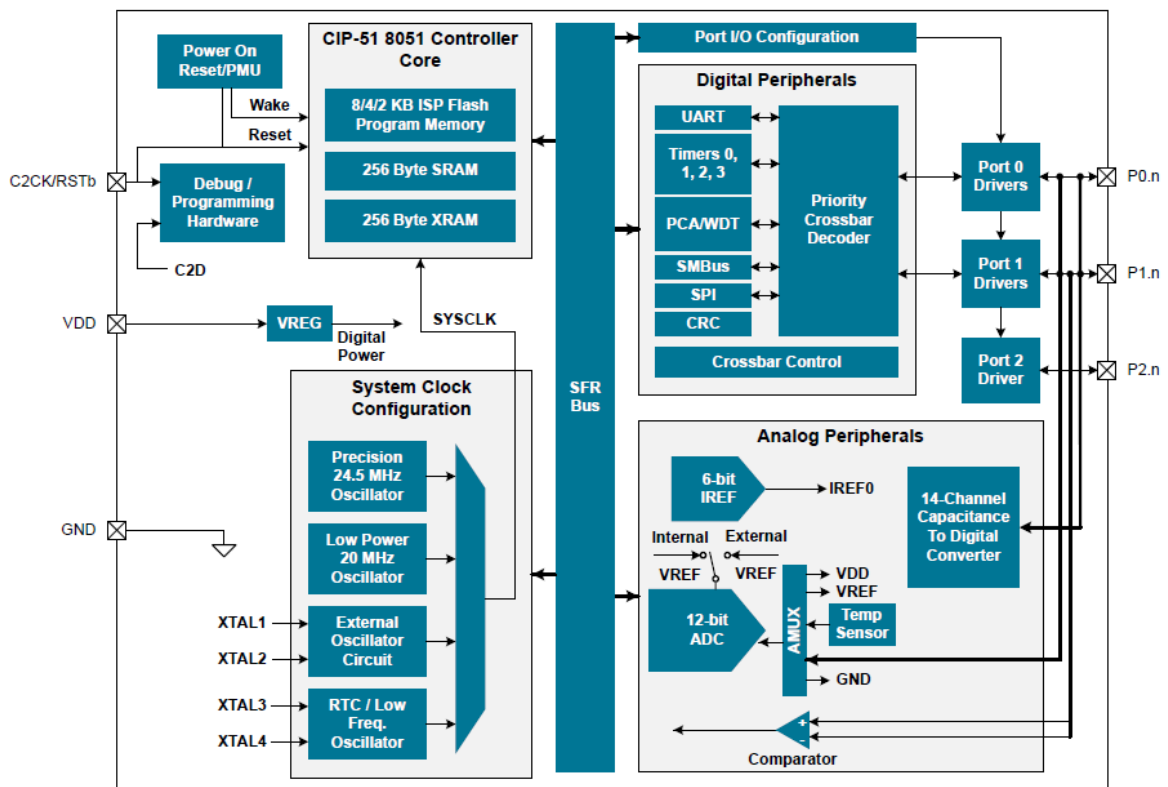 Power On
Reset/PMU
Wake
Reset
C2CK/RSTb
Debug /
Programming
Hardware
C2D
CIP-51 8051 Controller
Core
8/4/2 KB ISP Flash
Program Memory
256 Byte SRAM
256 Byte XRAM
VDD
VREG
Digital
Power
SYSCLK
GND
System Clock
Configuration
Precision
24.5 MHz
Oscillator
Low Power
20 MHz
Oscillator
XTAL1
XTAL2
External
Oscillator
Circuit
XTAL3
XTAL4
RTC / Low
Freq.
Oscillator
SFR
Bus
Port I/O Configuration
Digital Peripherals
UART
Timers 0,
1, 2, 3
PCA/WDT
SMBus
SPI
CRC
Priority
Crossbar
Decoder
Crossbar Control
Port 0
Drivers
P0.n
Port 1
Drivers
P1.n
Port 2
Driver
P2.n
Analog Peripherals
6-bit
IREF
IREF0
14-Channel
Capacitance
To Digital
Converter
Internal
External
VREF
VREF
12-bit
ADC
AMUX
VDD
VREF
Temp
Sensor
GND
+
-
Comparator